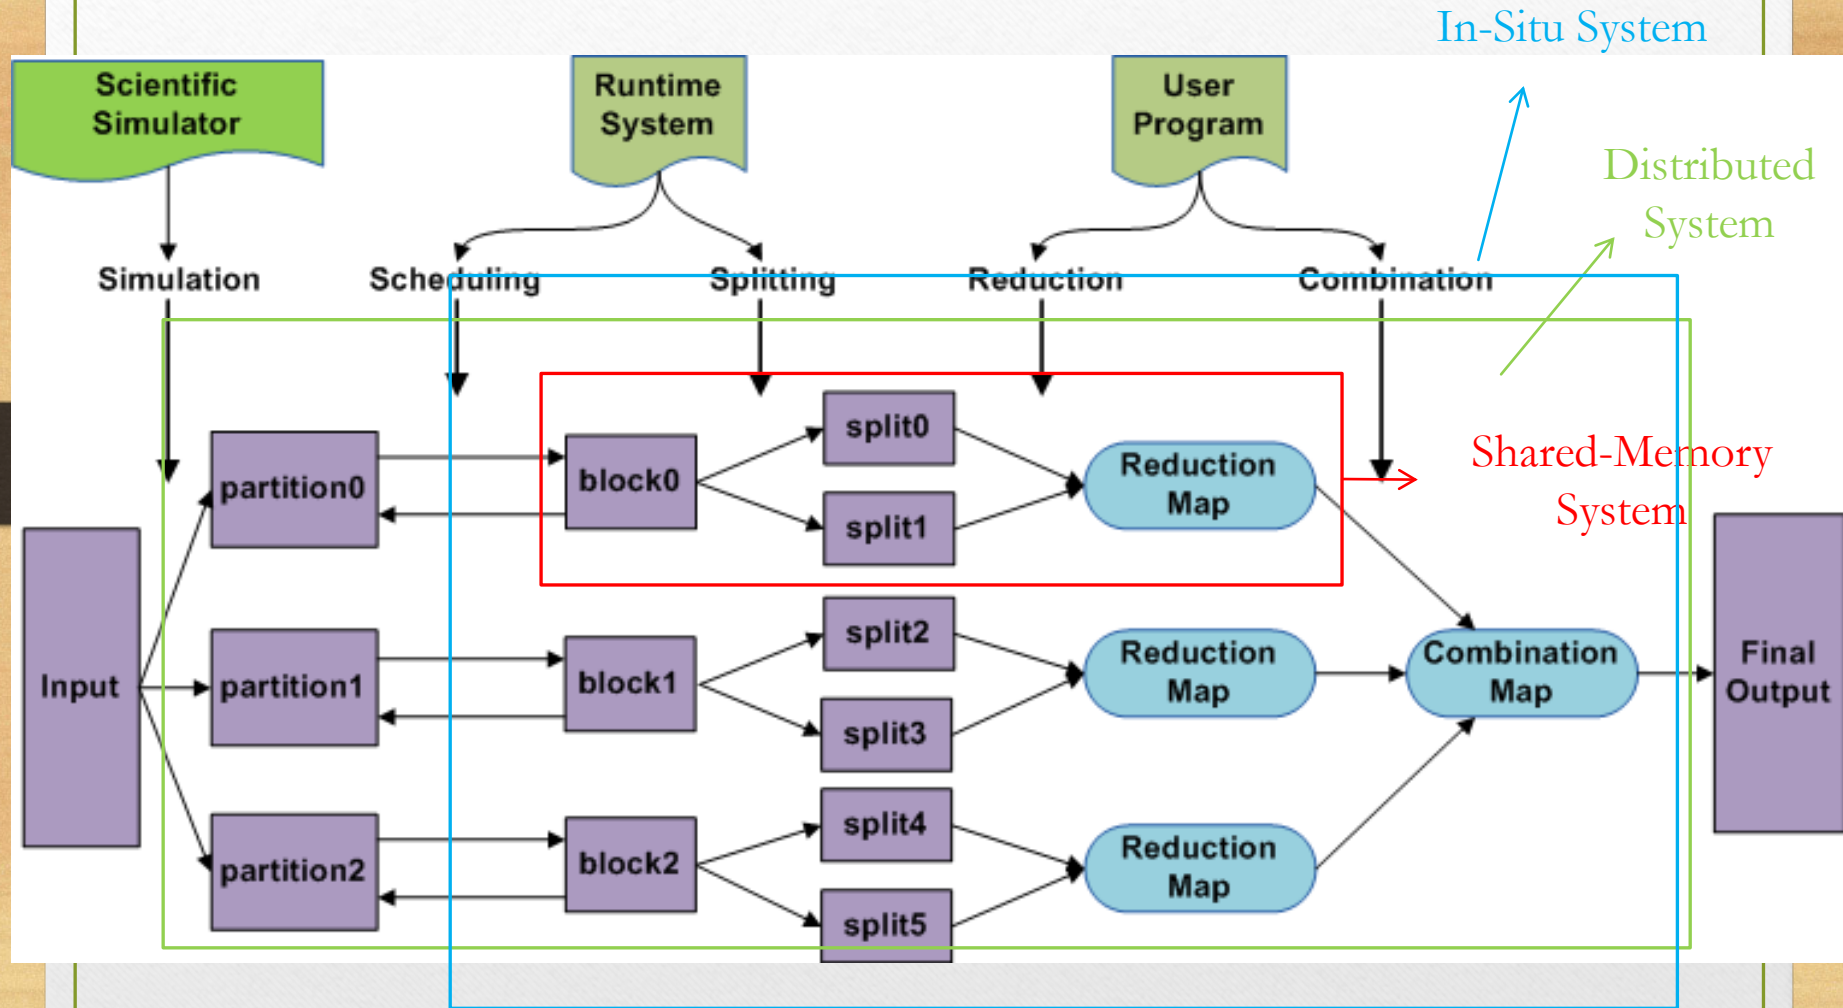 In-Situ System
Scientific
Simulator
Runtime
System
User
Program
Distributed
System
Simulation
Scheduling
Splitting
Reduction
Combination
Input
partition0
block0
split0
split1
Reduction
Map
Shared-Memory
System
partition1
block1
split2
split3
Reduction
Map
Combination
Map
Final
Output
partition2
block2
split4
split5
Reduction
Map